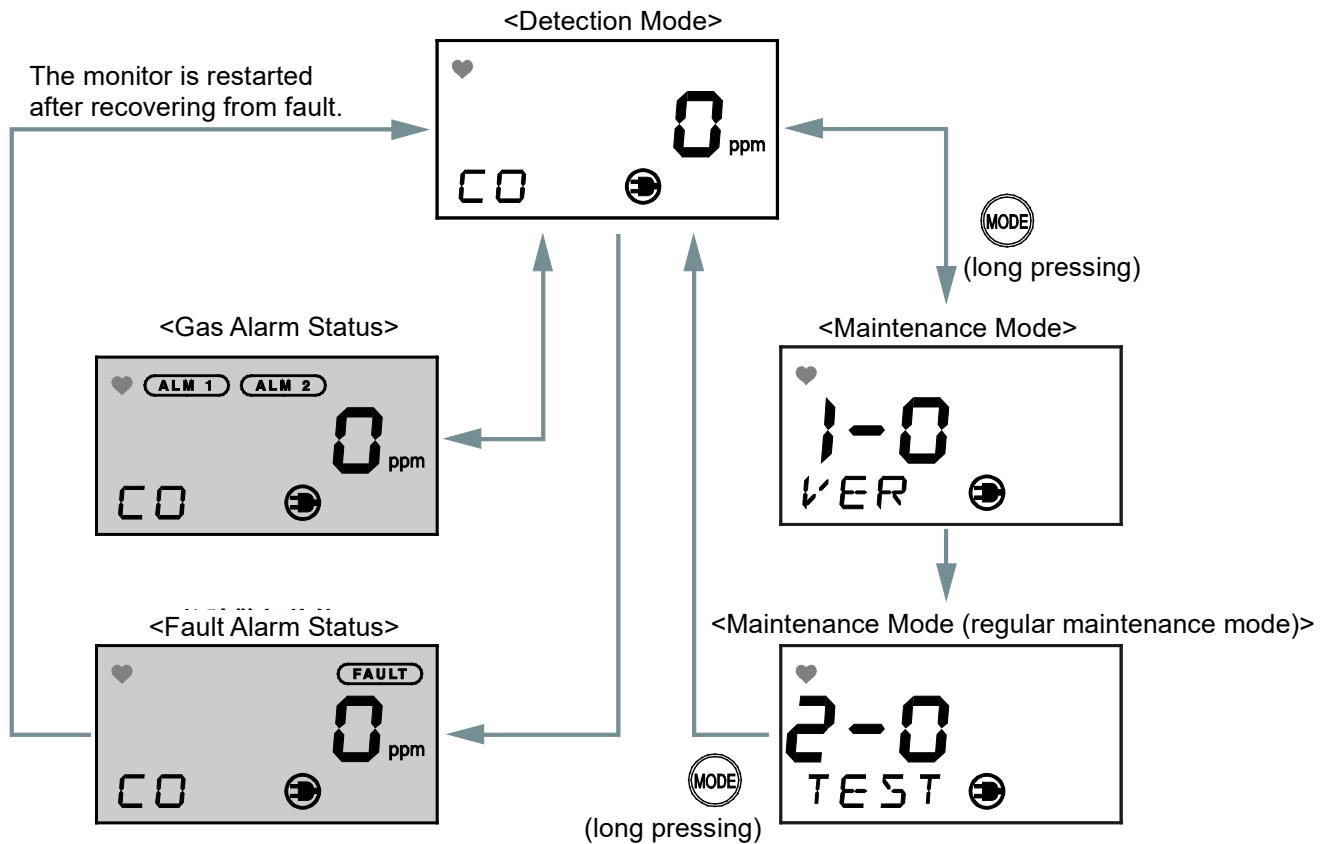 <Detection Mode>
The monitor is restarted
after recovering from fault.
0 ppm
CO
MODE
(long pressing)
<Gas Alarm Status>
ALM 1 ALM 2
0 ppm
CO
<Maintenance Mode>
1-0
VER
<Fault Alarm Status>
FAULT
0 ppm
CO
<Maintenance Mode (regular maintenance mode)>
2-0
TEST
MODE
(long pressing)